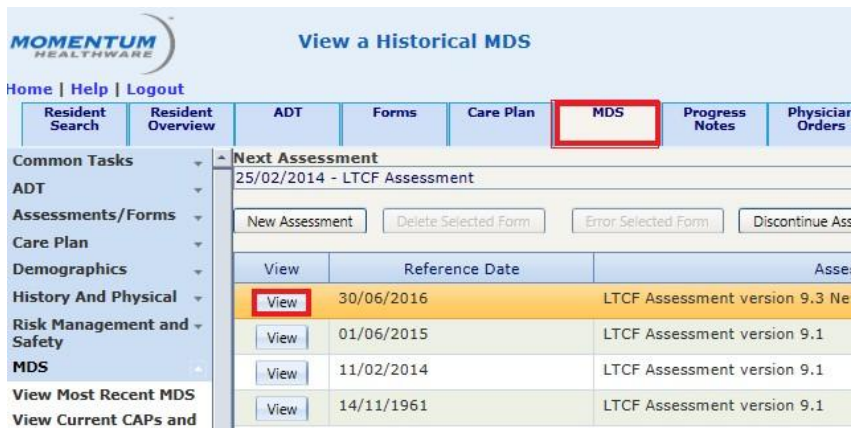 MOMENTUM
HEALTHWARE
View a Historical MDS
Home | Help | Logout
Resident Search
Resident Overview
ADT
Forms
Care Plan
MDS
Progress Notes
Physician Orders
Common Tasks
ADT
Assessments/Forms
Care Plan
Demographics
History And Physical
Risk Management and
Safety
MDS
View Most Recent MDS
View Current CAPs and
Next Assessment
25/02/2014 - LTCF Assessment
New Assessment Delete Selected Form Error Selected Form Discontinue Ass
View Reference Date Asse
View 30/06/2016 LTCF Assessment version 9.3 Ne
View 01/06/2015 LTCF Assessment version 9.1
View 11/02/2014 LTCF Assessment version 9.1
View 14/11/1961 LTCF Assessment version 9.1